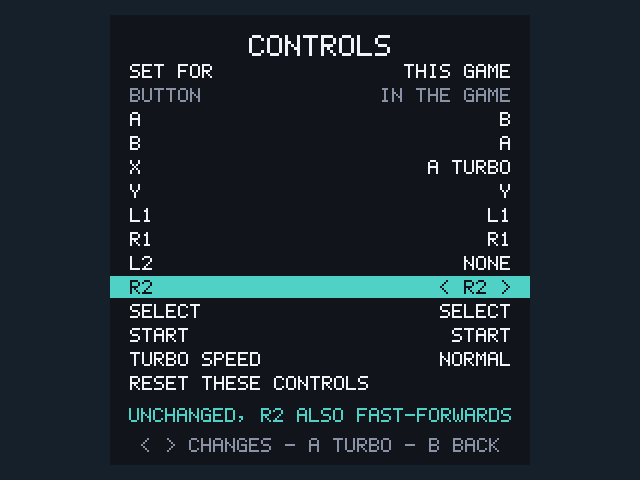 CONTROLS
SET FOR THIS GAME
BUTTON IN THE GAME
A B
B A
X A TURBO
Y Y
L1 L1
R1 R1
L2 NONE
R2 < R2 >
SELECT SELECT
START START
TURBO SPEED NORMAL
RESET THESE CONTROLS
UNCHANGED, R2 ALSO FAST-FORWARDS
< > CHANGES - A TURBO - B BACK